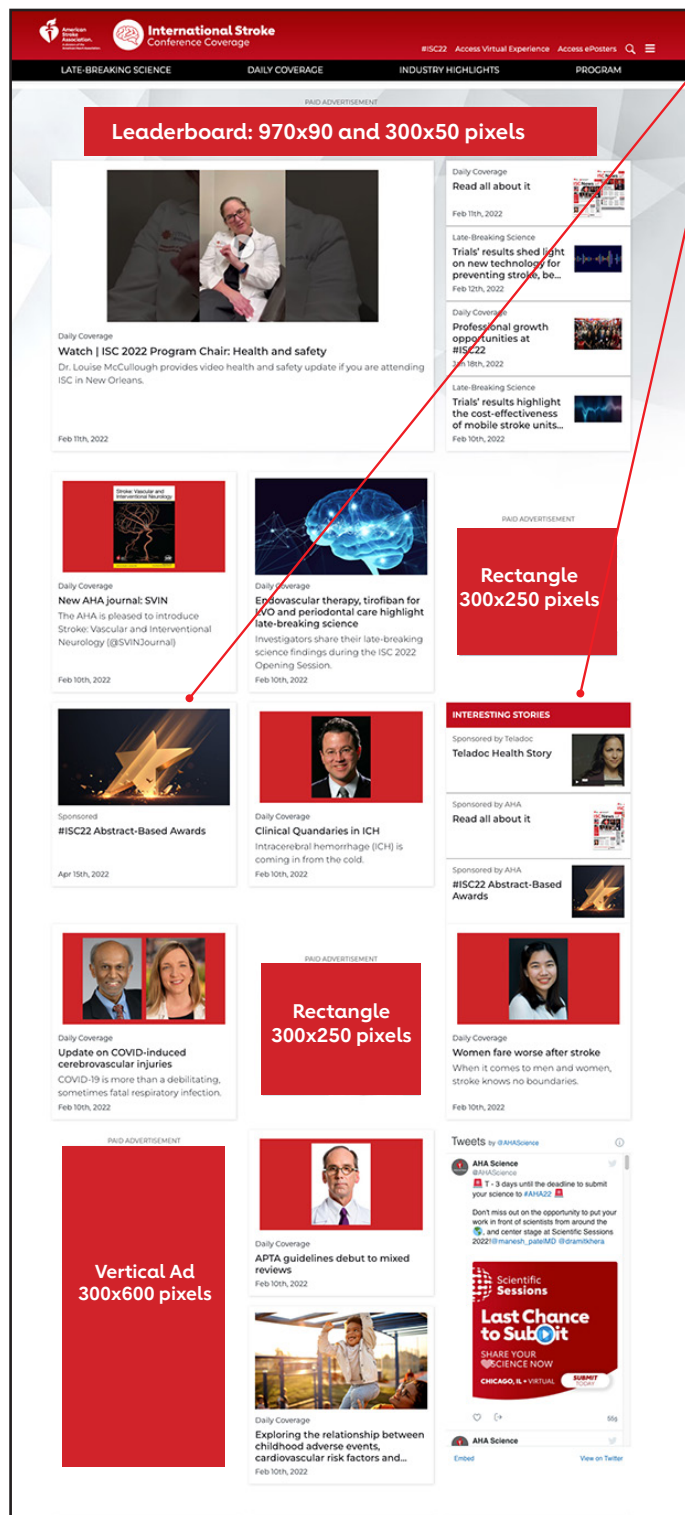 American
Stroke
Association.
International Stroke
Conference Coverage
#ISC22 Access Virtual Experience Access ePosters
LATE-BREAKING SCIENCE DAILY COVERAGE INDUSTRY HIGHLIGHTS PROGRAM
PAID ADVERTISEMENT
Leaderboard: 970x90 and 300x50 pixels
Daily Coverage
Watch | ISC 2022 Program Chair: Health and safety
Dr. Louise McCullough provides video health and safety update if you are attending
ISC in New Orleans.
Feb 11th, 2022
Daily Coverage
Read all about it
Feb 11th, 2022
Late-Breaking Science
Trials' results shed light
on new technology for
preventing stroke, be...
Feb 12th, 2022
Daily Coverage
Professional growth
opportunities at
#ISC22
Jan 18th, 2022
Late-Breaking Science
Trials' results highlight
the cost-effectiveness
of mobile stroke units...
Feb 10th, 2022
Stroke: Vascular and
Interventional Neurology
Daily Coverage
New AHA journal: SVIN
The AHA is pleased to introduce
Stroke: Vascular and Interventional
Neurology (@SVINJournal)
Feb 10th, 2022
Daily Coverage
Endovascular therapy, tirofiban for
LVO and periodontal care highlight
late-breaking science
Investigators share their late-breaking
science findings during the ISC 2022
Opening Session.
Feb 10th, 2022
PAID ADVERTISEMENT
Rectangle
300x250 pixels
Sponsored
#ISC22 Abstract-Based Awards
Apr 15th, 2022
Daily Coverage
Clinical Quandaries in ICH
Intracerebral hemorrhage (ICH) is
coming in from the cold.
Feb 10th, 2022
INTERESTING STORIES
Sponsored by Teladoc
Teladoc Health Story
Sponsored by AHA
Read all about it
Sponsored by AHA
#ISC22 Abstract-Based
Awards
Daily Coverage
Update on COVID-induced
cerebrovascular injuries
COVID-19 is more than a debilitating,
sometimes fatal respiratory infection.
Feb 10th, 2022
PAID ADVERTISEMENT
Rectangle
300x250 pixels
Daily Coverage
Women fare worse after stroke
When it comes to men and women,
stroke knows no boundaries.
Feb 10th, 2022
PAID ADVERTISEMENT
Vertical Ad
300x600 pixels
Daily Coverage
APTA guidelines debut to mixed
reviews
Feb 10th, 2022
Daily Coverage
Exploring the relationship between
childhood adverse events,
cardiovascular risk factors and...
Feb 10th, 2022
Tweets by @AHAScience
AHA Science
@AHAScience
🚨 T - 3 days until the deadline to submit
your science to #AHA22 🚨
Don't miss out on the opportunity to put your
work in front of scientists from around the
🌎, and center stage at Scientific Sessions
2022!@manesh_patelMD @dramitkhera
Scientific
Sessions
Last Chance
to Submit
SHARE YOUR
SCIENCE NOW
CHICAGO, IL • VIRTUAL
SUBMIT
TODAY
55s
AHA Science
Embed View on Twitter